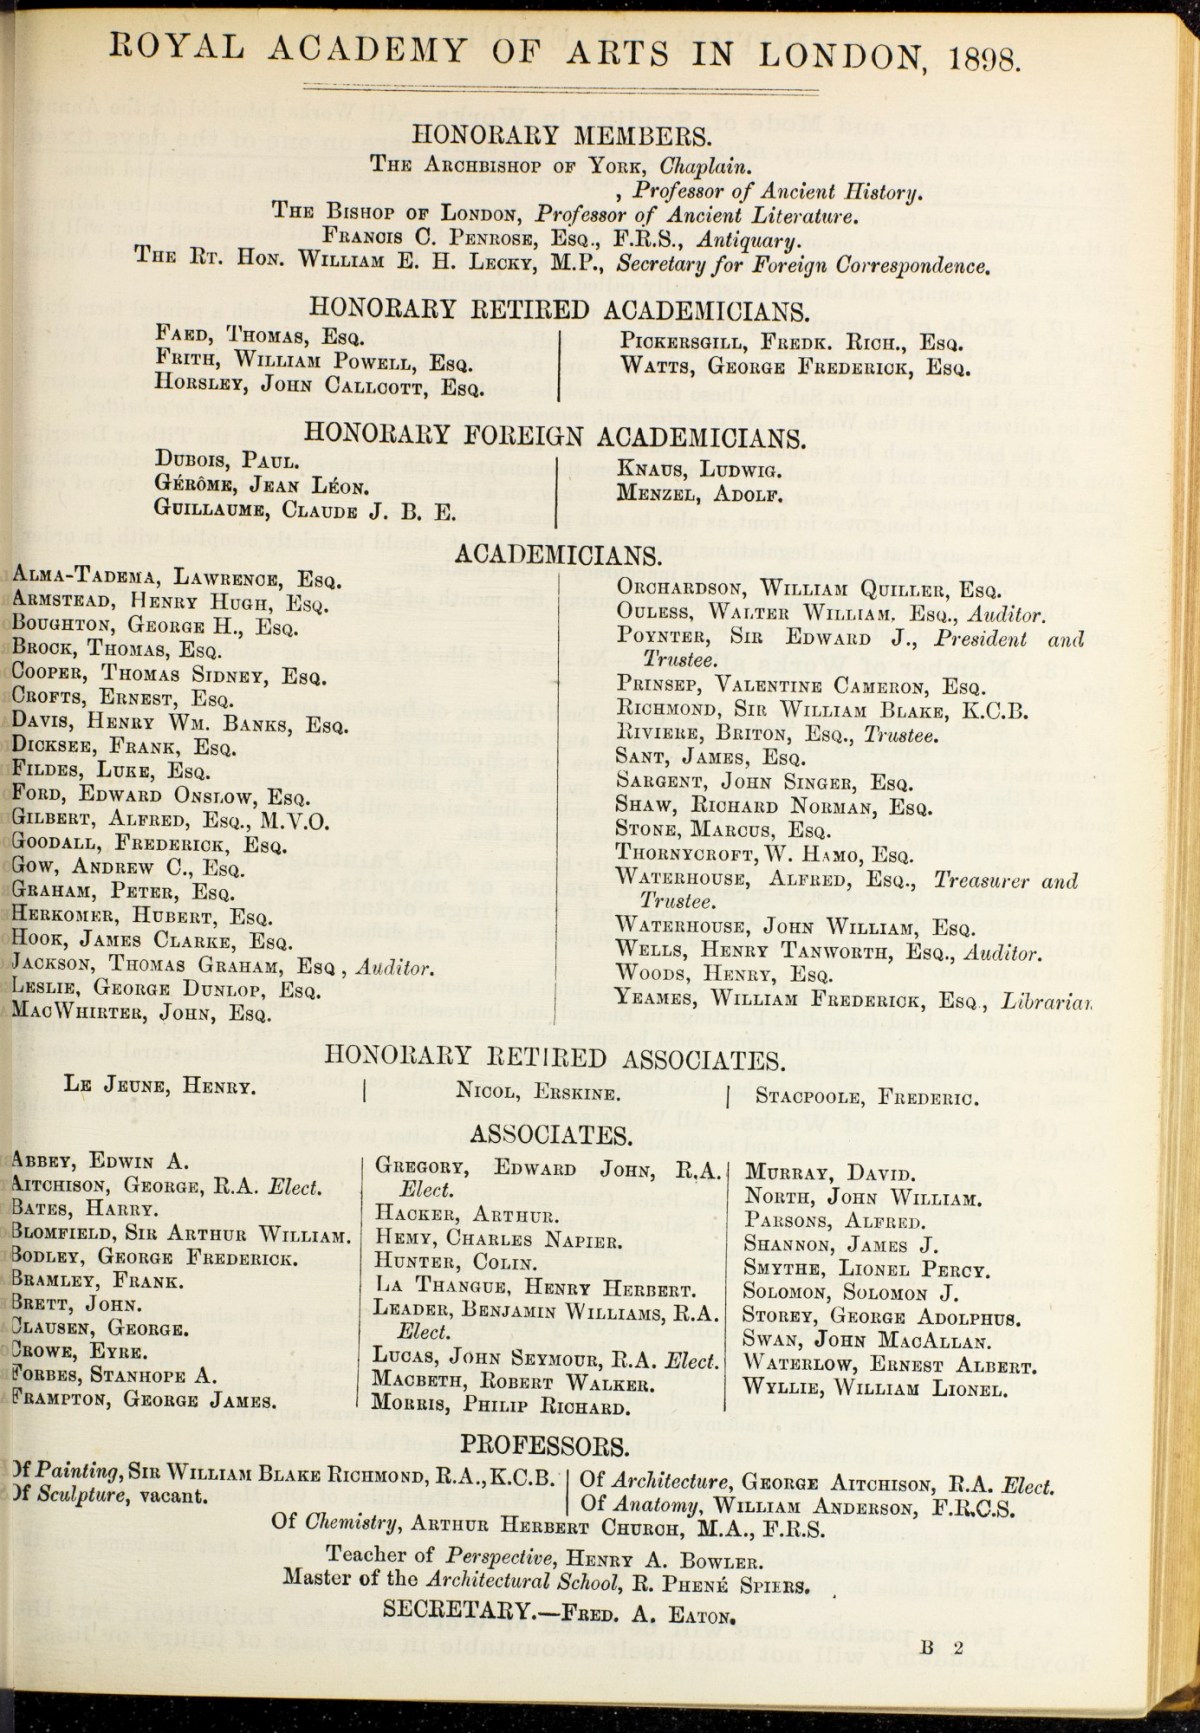 ROYAL ACADEMY OF ARTS IN LONDON, 1898.
HONORARY MEMBERS.
THE ARCHBISHOP OF YORK, Chaplain.
, Professor of Ancient History.
THE BISHOP OF LONDON, Professor of Ancient Literature.
FRANCIS C. PENROSE, ESQ., F.R.S., Antiquary.
THE RT. HON. WILLIAM E. H. LECKY, M.P., Secretary for Foreign Correspondence.
HONORARY RETIRED ACADEMICIANS.
FAED, THOMAS, ESQ.
FRITH, WILLIAM POWELL, ESQ.
HORSLEY, JOHN CALLCOTT, ESQ.
PICKERSGILL, FREDK. RICH., ESQ.
WATTS, GEORGE FREDERICK, ESQ.
HONORARY FOREIGN ACADEMICIANS.
DUBOIS, PAUL.
GÉRÔME, JEAN LÉON.
GUILLAUME, CLAUDE J. B. E.
KNAUS, LUDWIG.
MENZEL, ADOLF.
ACADEMICIANS.
ALMA-TADEMA, LAWRENCE, ESQ.
ARMSTEAD, HENRY HUGH, ESQ.
BOUGHTON, GEORGE H., ESQ.
BROCK, THOMAS, ESQ.
COOPER, THOMAS SIDNEY, ESQ.
CROFTS, ERNEST, ESQ.
DAVIS, HENRY WM. BANKS, ESQ.
DICKSEE, FRANK, ESQ.
FILDES, LUKE, ESQ.
FORD, EDWARD ONSLOW, ESQ.
GILBERT, ALFRED, ESQ., M.V.O.
GOODALL, FREDERICK, ESQ.
GOW, ANDREW C., ESQ.
GRAHAM, PETER, ESQ.
HERKOMER, HUBERT, ESQ.
HOOK, JAMES CLARKE, ESQ.
JACKSON, THOMAS GRAHAM, ESQ, Auditor.
LESLIE, GEORGE DUNLOP, ESQ.
MACWHIRTER, JOHN, ESQ.
ORCHARDSON, WILLIAM QUILLER, ESQ.
OULESS, WALTER WILLIAM, ESQ., Auditor.
POYNTER, SIR EDWARD J., President and
Trustee.
PRINSEP, VALENTINE CAMERON, ESQ.
RICHMOND, SIR WILLIAM BLAKE, K.C.B.
RIVIERE, BRITON, ESQ., Trustee.
SANT, JAMES, ESQ.
SARGENT, JOHN SINGER, ESQ.
SHAW, RICHARD NORMAN, ESQ.
STONE, MARCUS, ESQ.
THORNYCROFT, W. HAMO, ESQ.
WATERHOUSE, ALFRED, ESQ., Treasurer and
Trustee.
WATERHOUSE, JOHN WILLIAM, ESQ.
WELLS, HENRY TANWORTH, ESQ., Auditor.
WOODS, HENRY, ESQ.
YEAMES, WILLIAM FREDERICK, ESQ., Librarian.
HONORARY RETIRED ASSOCIATES.
LE JEUNE, HENRY.
NICOL, ERSKINE.
STACPOOLE, FREDERIC.
ASSOCIATES.
ABBEY, EDWIN A.
AITCHISON, GEORGE, R.A. Elect.
BATES, HARRY.
BLOMFIELD, SIR ARTHUR WILLIAM.
BODLEY, GEORGE FREDERICK.
BRAMLEY, FRANK.
BRETT, JOHN.
CLAUSEN, GEORGE.
CROWE, EYRE.
FORBES, STANHOPE A.
FRAMPTON, GEORGE JAMES.
GREGORY, EDWARD JOHN, R.A.
Elect.
HACKER, ARTHUR.
HEMY, CHARLES NAPIER.
HUNTER, COLIN.
LA THANGUE, HENRY HERBERT.
LEADER, BENJAMIN WILLIAMS, R.A.
Elect.
LUCAS, JOHN SEYMOUR, R.A. Elect.
MACBETH, ROBERT WALKER.
MORRIS, PHILIP RICHARD.
MURRAY, DAVID.
NORTH, JOHN WILLIAM.
PARSONS, ALFRED.
SHANNON, JAMES J.
SMYTHE, LIONEL PERCY.
SOLOMON, SOLOMON J.
STOREY, GEORGE ADOLPHUS.
SWAN, JOHN MACALLAN.
WATERLOW, ERNEST ALBERT.
WYLLIE, WILLIAM LIONEL.
PROFESSORS.
Of Painting, SIR WILLIAM BLAKE RICHMOND, R.A., K.C.B.
Of Sculpture, vacant.
Of Architecture, GEORGE AITCHISON, R.A. Elect.
Of Anatomy, WILLIAM ANDERSON, F.R.C.S.
Of Chemistry, ARTHUR HERBERT CHURCH, M.A., F.R.S.
Teacher of Perspective, HENRY A. BOWLER.
Master of the Architectural School, R. PHENÉ SPIERS.
SECRETARY.—FRED. A. EATON.
B 2